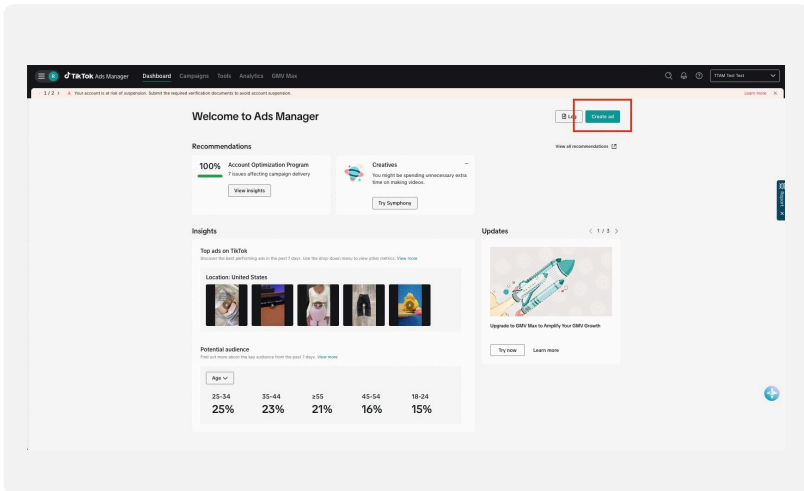 R TikTok Ads Manager Dashboard Campaigns Tools Analytics GMV Max TTAM Tool Test
1 / 2 Your account is at risk of suspension. Submit the required verification documents to avoid account suspension. Learn more
Welcome to Ads Manager
Log
Create ad
Recommendations
View all recommendations
100%
Account Optimization Program
7 issues affecting campaign delivery
View insights
Creatives
You might be spending unnecessary extra
time on making videos.
Try Symphony
Report
Insights
Top ads on TikTok
Discover the best performing ads in the past 7 days. Use the drop-down menu to view other metrics. View more
Location: United States
Potential audience
Find out more about the key audience from the past 7 days. View more
Age
25-34 35-44 ≥55 45-54 18-24
25% 23% 21% 16% 15%
Updates
1 / 3
Upgrade to GMV Max to Amplify Your GMV Growth
Try now Learn more